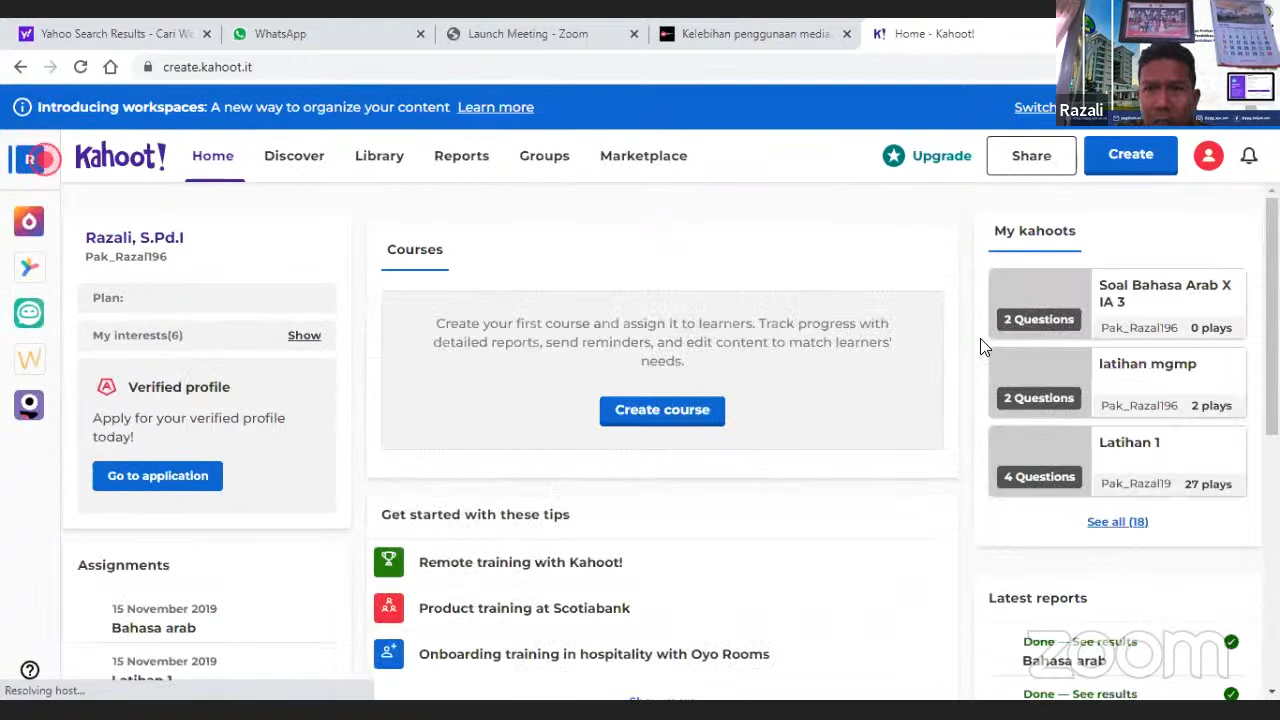 Yahoo Search Results - Cari We
WhatsApp
Launch Meeting - Zoom
Kelebihan penggunaan media
K! Home - Kahoot!
create.kahoot.it
Razali
Introducing workspaces: A new way to organize your content Learn more
Switch
R
Kahoot!
Home
Discover
Library
Reports
Groups
Marketplace
Upgrade
Share
Create
Razali, S.Pd.I
Pak_Razal196
Plan:
My interests(6)
Show
Verified profile
Apply for your verified profile
today!
Go to application
Assignments
15 November 2019
Bahasa arab
15 November 2019
Latihan 1
Courses
Create your first course and assign it to learners. Track progress with
detailed reports, send reminders, and edit content to match learners'
needs.
Create course
Get started with these tips
Remote training with Kahoot!
Product training at Scotiabank
Onboarding training in hospitality with Oyo Rooms
My kahoots
2 Questions
Soal Bahasa Arab X
IA 3
Pak_Razal196 0 plays
2 Questions
latihan mgmp
Pak_Razal196 2 plays
4 Questions
Latihan 1
Pak_Razal19 27 plays
See all (18)
Latest reports
Done — See results
Bahasa arab
Done — See results
zoom
Resolving host...